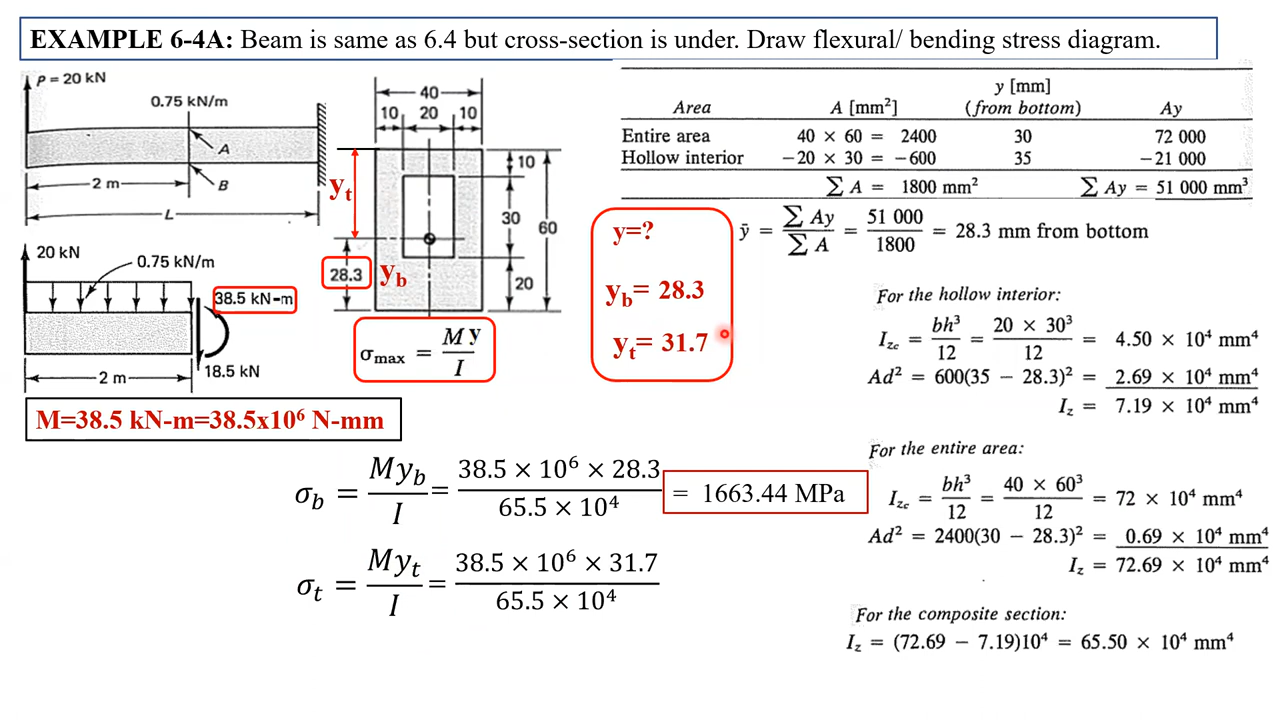 EXAMPLE 6-4A: Beam is same as 6.4 but cross-section is under. Draw flexural/ bending stress diagram.
P = 20 kN
0.75 kN/m
A
B
2 m
L
20 kN
0.75 kN/m
38.5 kN-m
18.5 kN
2 m
40
10 20 10
10
30
60
20
yt
28.3 yb
σmax = My/I
y=?
yb= 28.3
yt= 31.7
Area A [mm²] y [mm] (from bottom) Ay
Entire area 40 × 60 = 2400 30 72 000
Hollow interior −20 × 30 = −600 35 −21 000
∑ A = 1800 mm² ∑ Ay = 51 000 mm³
ȳ = ∑ Ay/∑ A = 51 000/1800 = 28.3 mm from bottom
For the hollow interior:
Izc = bh³/12 = 20 × 30³/12 = 4.50 × 10⁴ mm⁴
Ad² = 600(35 − 28.3)² = 2.69 × 10⁴ mm⁴
Iz = 7.19 × 10⁴ mm⁴
For the entire area:
Izc = bh³/12 = 40 × 60³/12 = 72 × 10⁴ mm⁴
Ad² = 2400(30 − 28.3)² = 0.69 × 10⁴ mm⁴
Iz = 72.69 × 10⁴ mm⁴
For the composite section:
Iz = (72.69 − 7.19)10⁴ = 65.50 × 10⁴ mm⁴
M=38.5 kN-m=38.5x10⁶ N-mm
σb = Myb/I = 38.5 × 10⁶ × 28.3/65.5 × 10⁴ = 1663.44 MPa
σt = Myt/I = 38.5 × 10⁶ × 31.7/65.5 × 10⁴